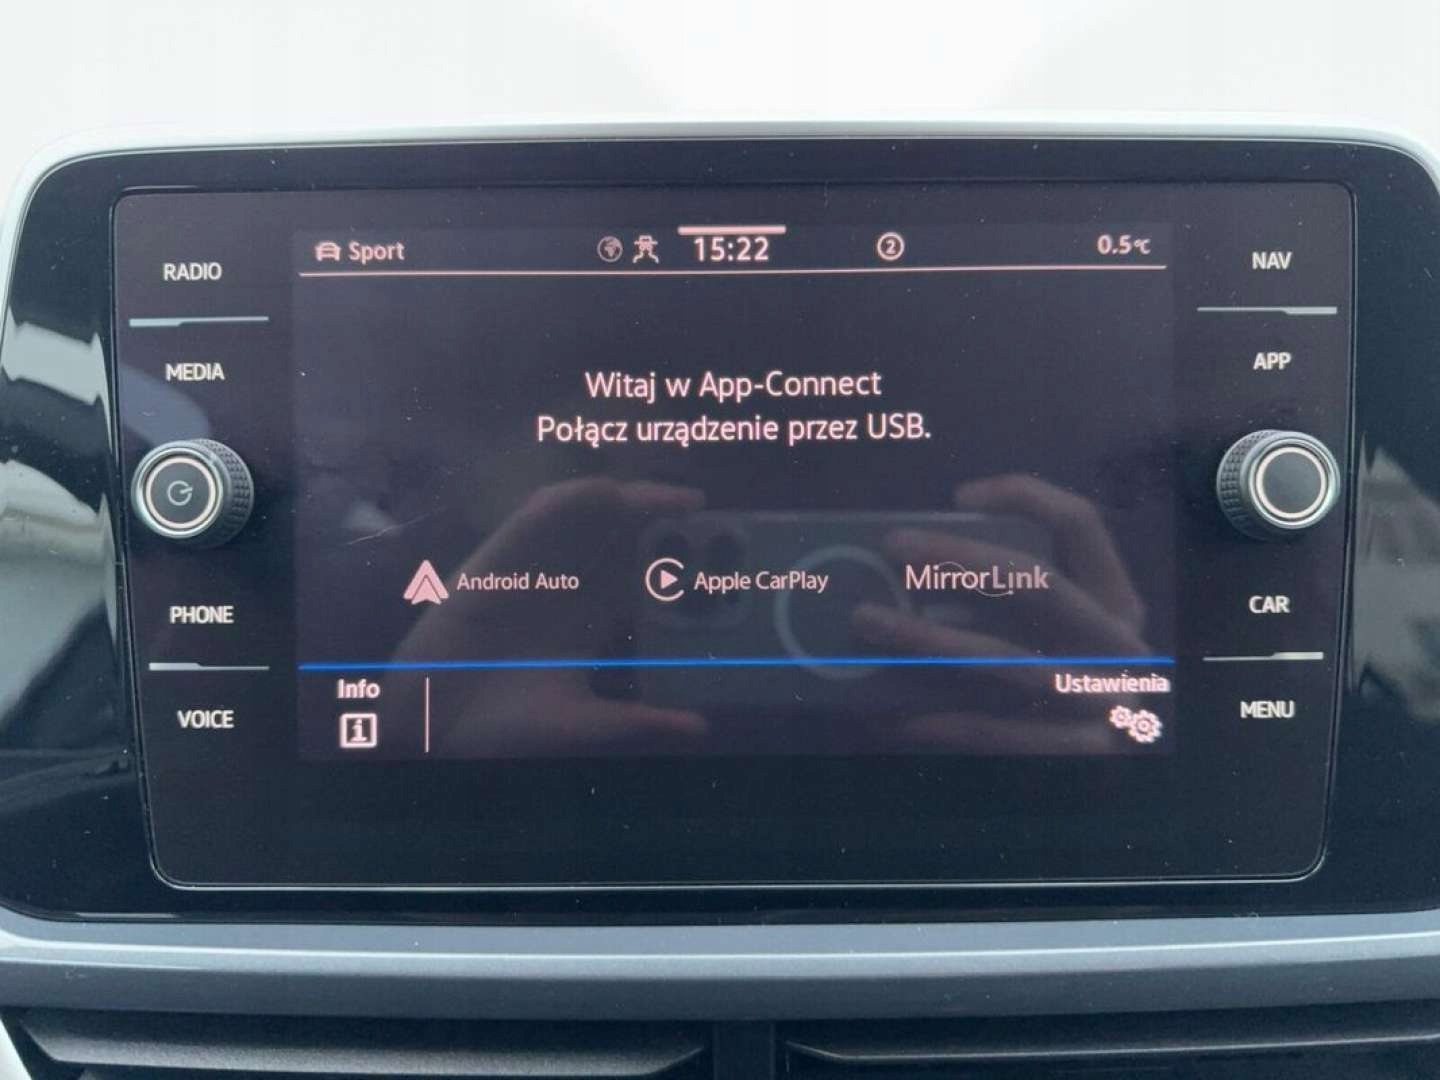 RADIO
MEDIA
PHONE
VOICE
Sport
15:22
2
0.5°C
Witaj w App-Connect
Połącz urządzenie przez USB.
Android Auto
Apple CarPlay
MirrorLink
Info
i
Ustawienia
NAV
APP
CAR
MENU